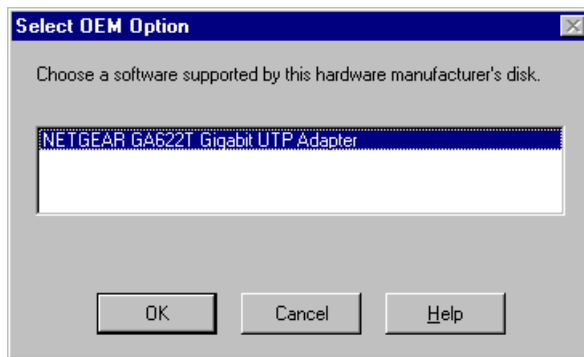 Select OEM Option
Choose a software supported by this hardware manufacturer's disk.
NETGEAR GA622T Gigabit UTP Adapter
OK Cancel Help